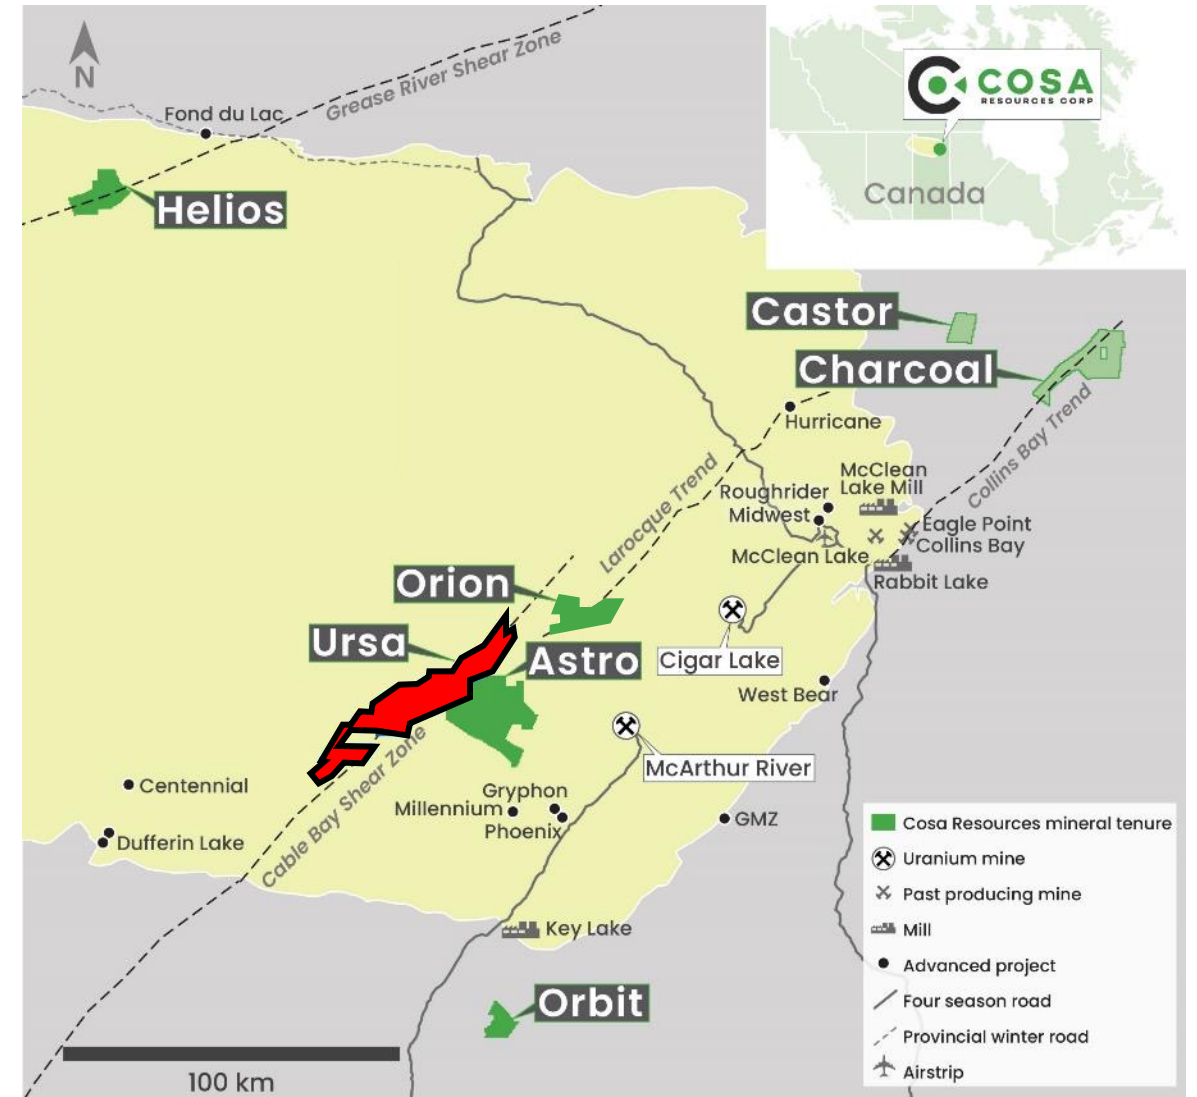 N
Grease River Shear Zone
Fond du Lac
COSA
RESOURCES CORP
Canada
Helios
Castor
Charcoal
Hurricane
Collins Bay Trend
Larocque Trend
McClean
Lake Mill
Roughrider
Midwest
Eagle Point
Collins Bay
McClean Lake
Rabbit Lake
Orion
Ursa
Astro
Cigar Lake
West Bear
McArthur River
Cable Bay Shear Zone
Centennial
Gryphon
Millennium
Phoenix
GMZ
Dufferin Lake
Key Lake
Orbit
100 km
Cosa Resources mineral tenure
Uranium mine
Past producing mine
Mill
Advanced project
Four season road
Provincial winter road
Airstrip